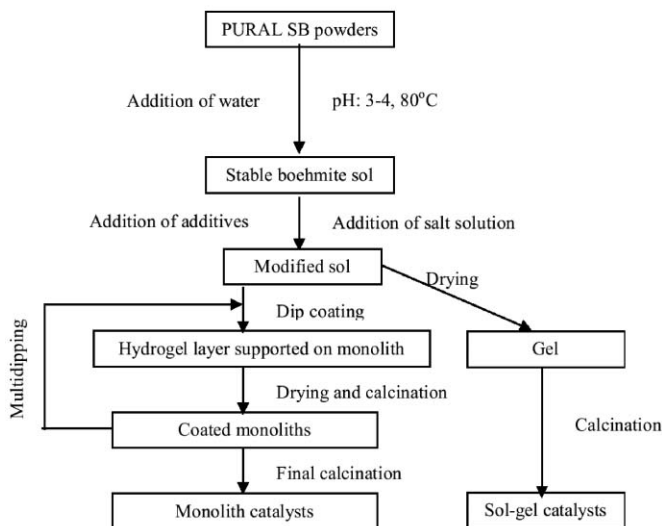 PURAL SB powders
Addition of water
pH: 3-4, 80°C
Stable boehmite sol
Addition of additives
Addition of salt solution
Modified sol
Drying
Dip coating
Multidipping
Hydrogel layer supported on monolith
Gel
Drying and calcination
Calcination
Coated monoliths
Final calcination
Monolith catalysts
Sol-gel catalysts